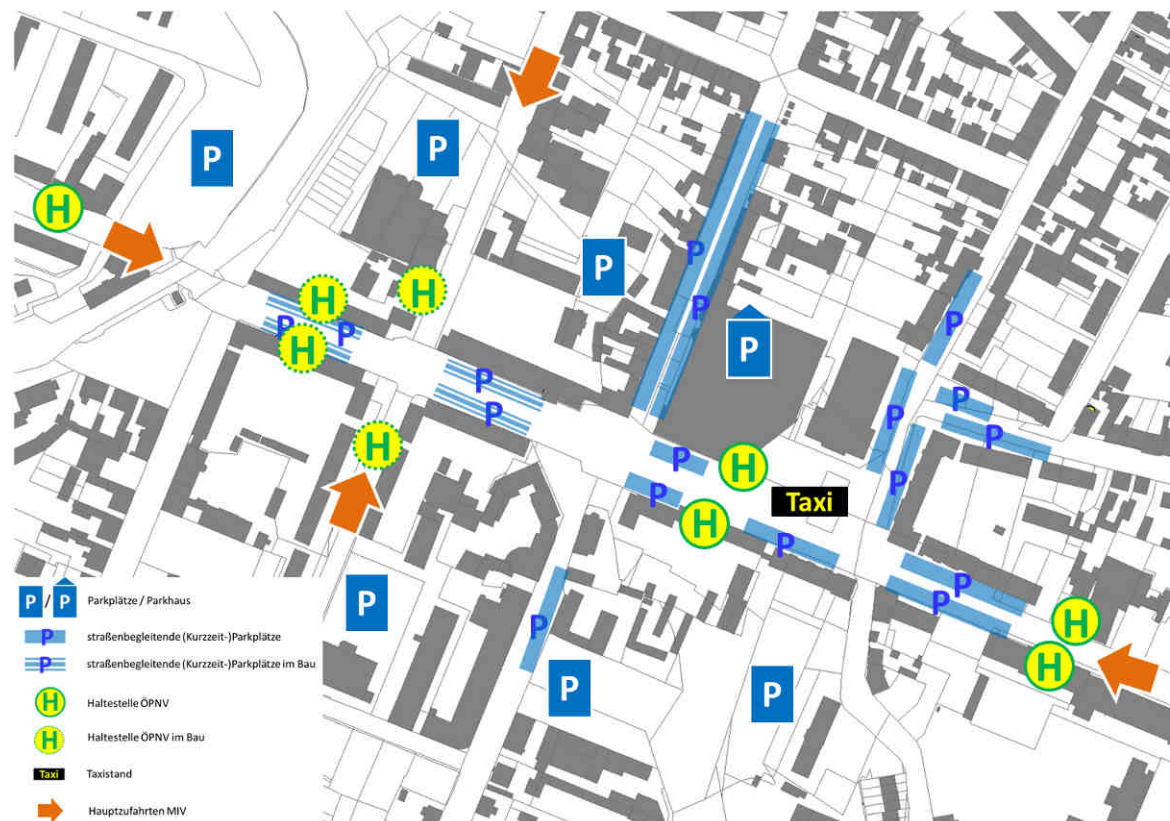 P
P
H
H
H
H
P
P
P
P
P
P
P
P
P
P
H
P
P
P
P
P
P
H
H
Taxi
P
P
P
P
P
P
P
P
H
H
P / P Parkplätze / Parkhaus
P straßenbegleitende (Kurzzeit-)Parkplätze
P straßenbegleitende (Kurzzeit-)Parkplätze im Bau
H Haltestelle ÖPNV
H Haltestelle ÖPNV im Bau
Taxi Taxistand
Hauptzufahrten MIV